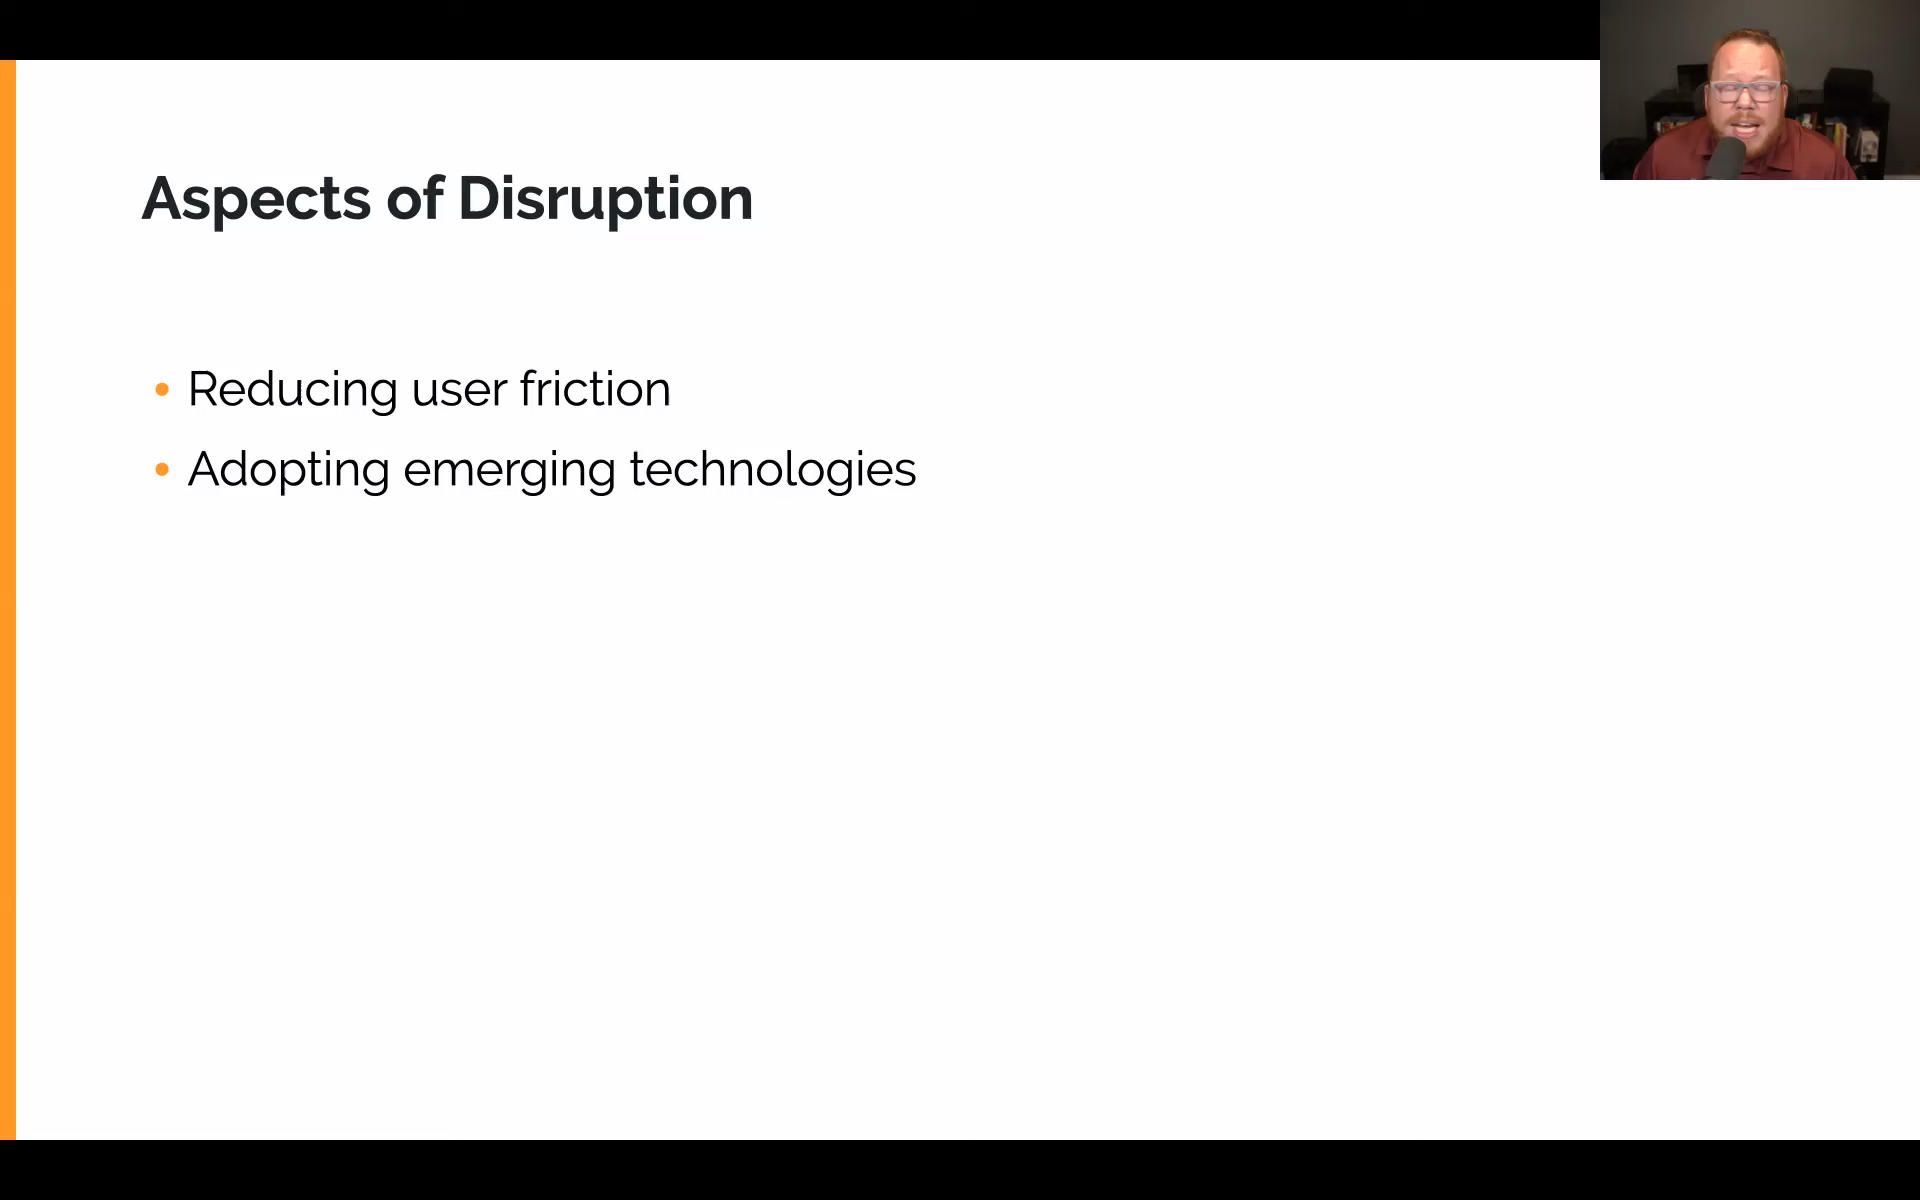 Aspects of Disruption
• Reducing user friction
• Adopting emerging technologies